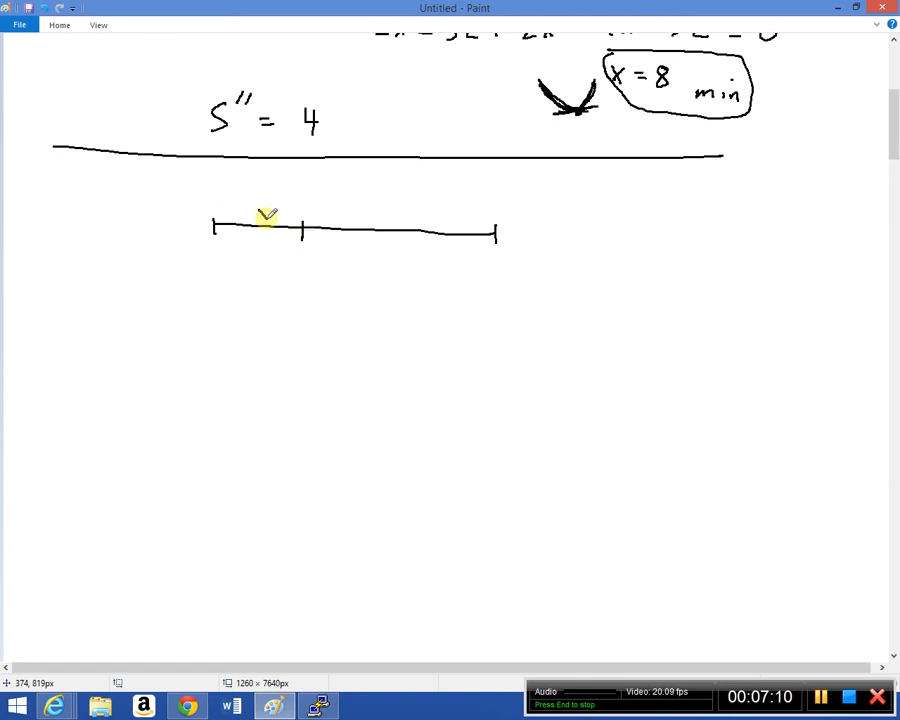 Untitled - Paint
File Home View
x = 8
min
S'' = 4
374, 819px
1260 × 7640px
Audio
Video: 20.09 fps
Press End to stop
00:07:10